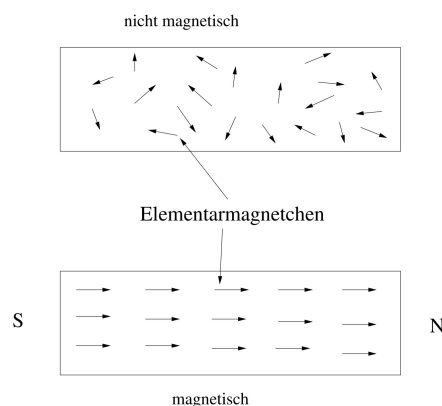 nicht magnetisch
Elementarmagnetchen
S
N
magnetisch